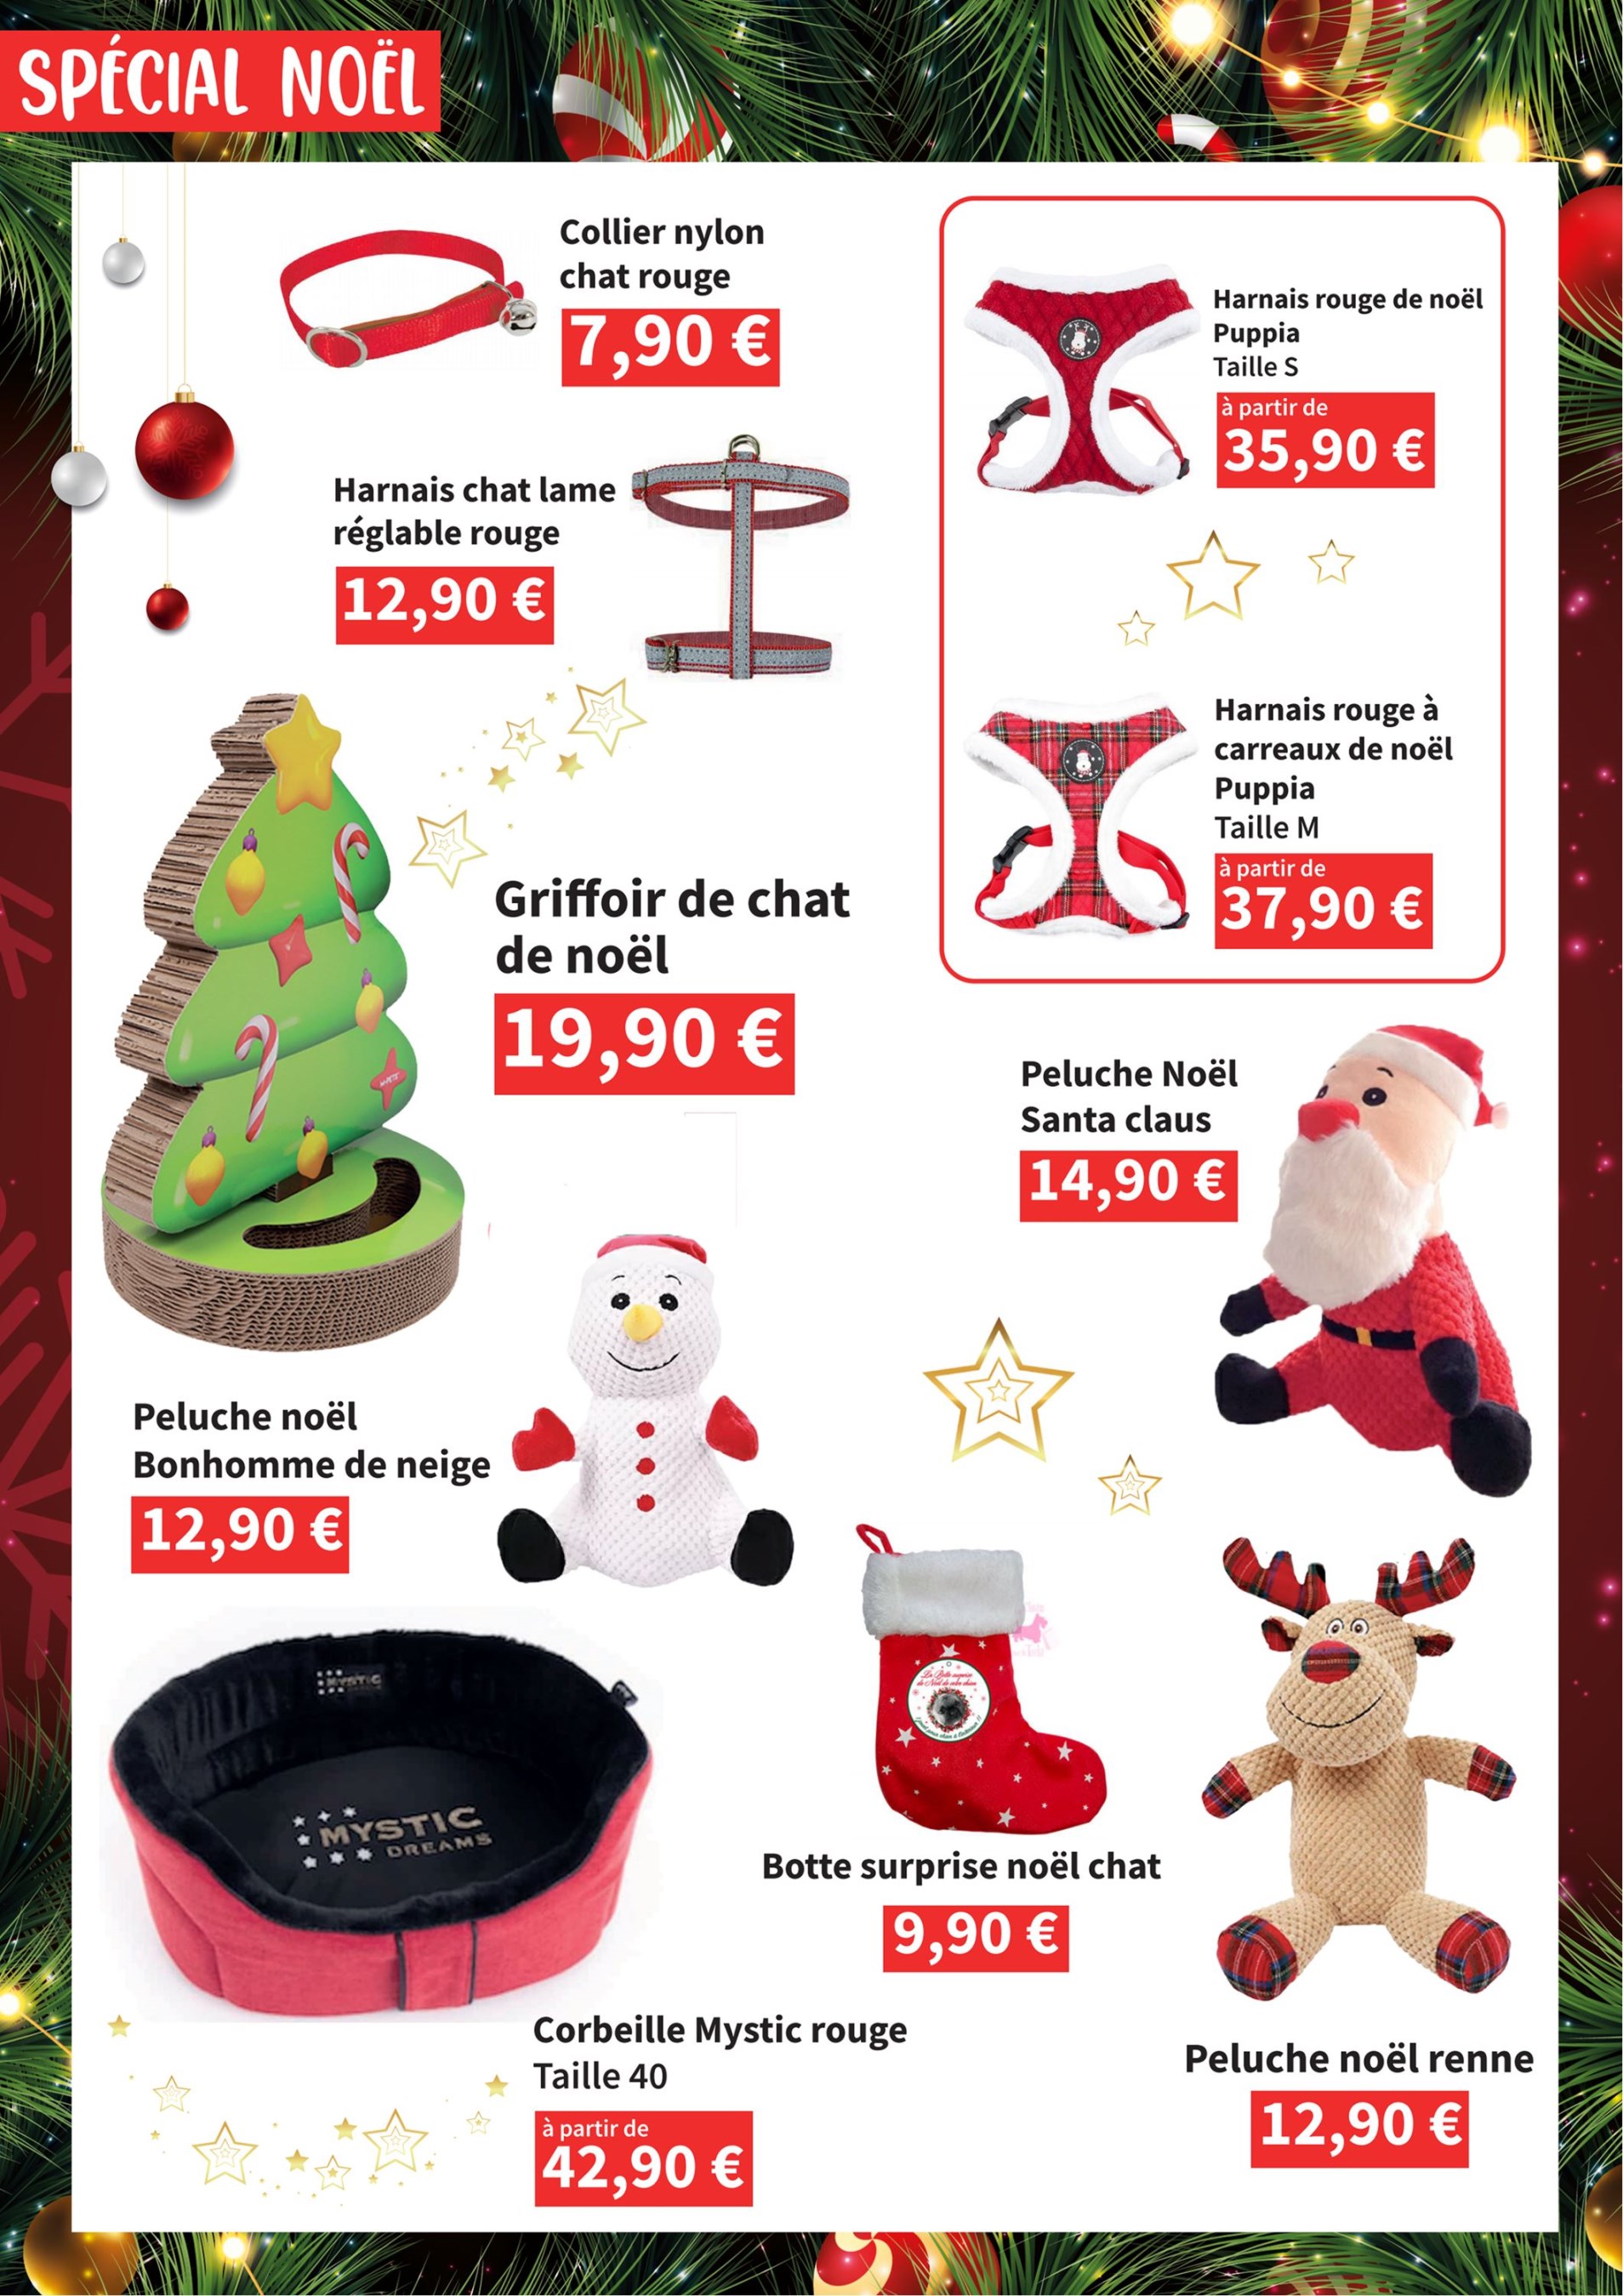 SPÉCIAL NOËL
Collier nylon
chat rouge
7,90 €
Harnais chat lame
réglable rouge
12,90 €
Harnais rouge de noël
Puppia
Taille S
à partir de
35,90 €
Harnais rouge à
carreaux de noël
Puppia
Taille M
à partir de
37,90 €
Griffoir de chat
de noël
19,90 €
Peluche Noël
Santa claus
14,90 €
Peluche noël
Bonhomme de neige
12,90 €
MYSTIC
MYSTIC
DREAMS
Botte surprise noël chat
9,90 €
Corbeille Mystic rouge
Taille 40
à partir de
42,90 €
Peluche noël renne
12,90 €